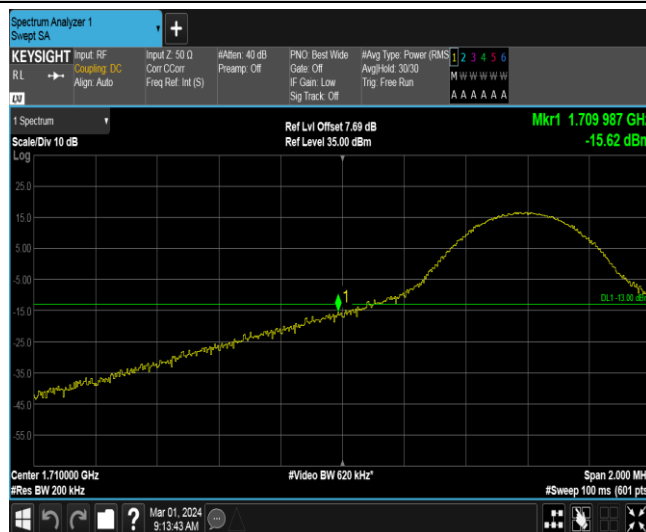 Spectrum Analyzer 1
Swept SA
+
KEYSIGHT Input: RF Input Z: 50 Ω #Atten: 40 dB PNO: Best Wide #Avg Type: Power (RMS 1 2 3 4 5 6
RL Coupling: DC Corr CCorr Preamp: Off Gate: Off Avg|Hold: 30/30 M W W W W W
Align: Auto Freq Ref: Int (S) IF Gain: Low Trig: Free Run
Sig Track: Off A A A A A A
LXI
1 Spectrum Ref Lvl Offset 7.69 dB Mkr1 1.709 987 GHz
Scale/Div 10 dB Ref Level 35.00 dBm -15.62 dBm
Log
25.0
15.0
5.00
-5.00
1
DL1 -13.00 dBm
-15.0
-25.0
-35.0
-45.0
-55.0
Center 1.710000 GHz #Video BW 620 kHz* Span 2.000 MH
#Res BW 200 kHz #Sweep 100 ms (601 pts
? Mar 01, 2024
9:13:43 AM